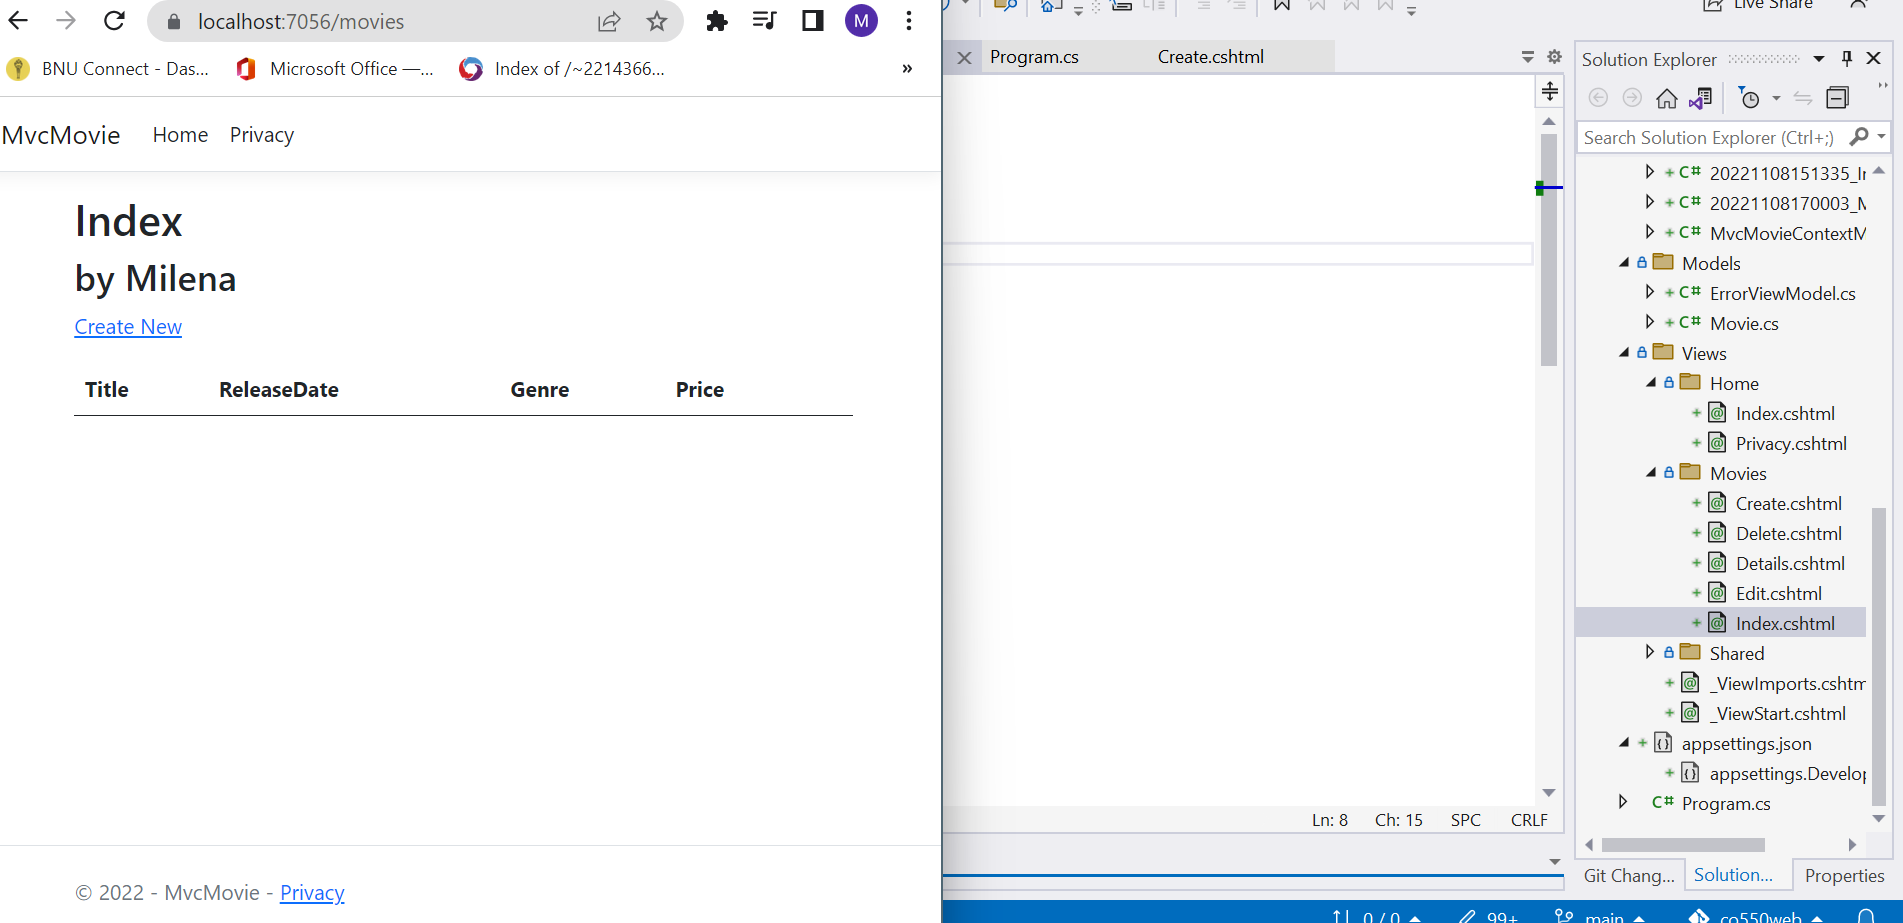 localhost:7056/movies
M
BNU Connect - Das...
Microsoft Office —...
Index of /~2214366...
»
MvcMovie
Home
Privacy
Index
by Milena
Create New
Title ReleaseDate Genre Price
© 2022 - MvcMovie - Privacy
Live Share
Program.cs
Create.cshtml
Ln: 8 Ch: 15 SPC CRLF
Solution Explorer
Search Solution Explorer (Ctrl+;)
C# 20221108151335_Ir
C# 20221108170003_M
C# MvcMovieContextM
Models
C# ErrorViewModel.cs
C# Movie.cs
Views
Home
Index.cshtml
Privacy.cshtml
Movies
Create.cshtml
Delete.cshtml
Details.cshtml
Edit.cshtml
Index.cshtml
Shared
_ViewImports.cshtm
_ViewStart.cshtml
appsettings.json
appsettings.Develop
C# Program.cs
Git Chang... Solution... Properties
0 / 0 99+ main co550web